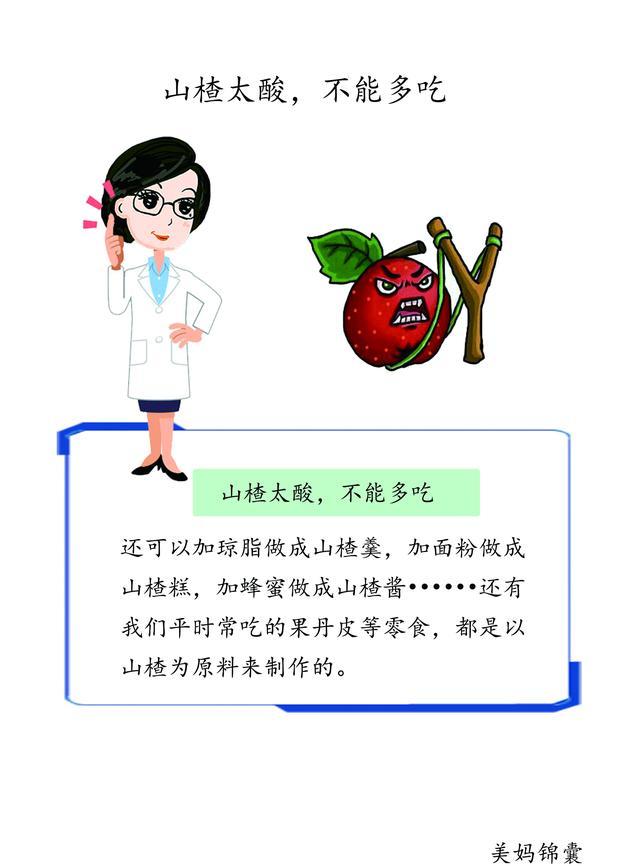 山楂太酸，不能多吃
山楂太酸，不能多吃
还可以加琼脂做成山楂羹，加面粉做成
山楂糕，加蜂蜜做成山楂酱••••••还有
我们平时常吃的果丹皮等零食，都是以
山楂为原料来制作的。
美妈锦囊